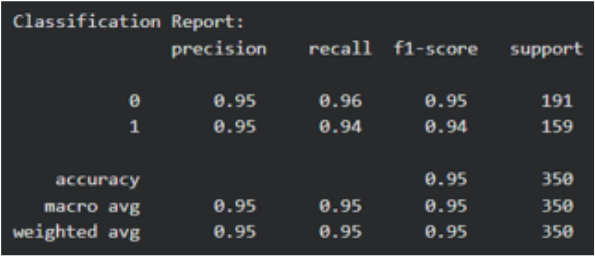 Classification Report:
precision recall f1-score support
0 0.95 0.96 0.95 191
1 0.95 0.94 0.94 159
accuracy 0.95 350
macro avg 0.95 0.95 0.95 350
weighted avg 0.95 0.95 0.95 350